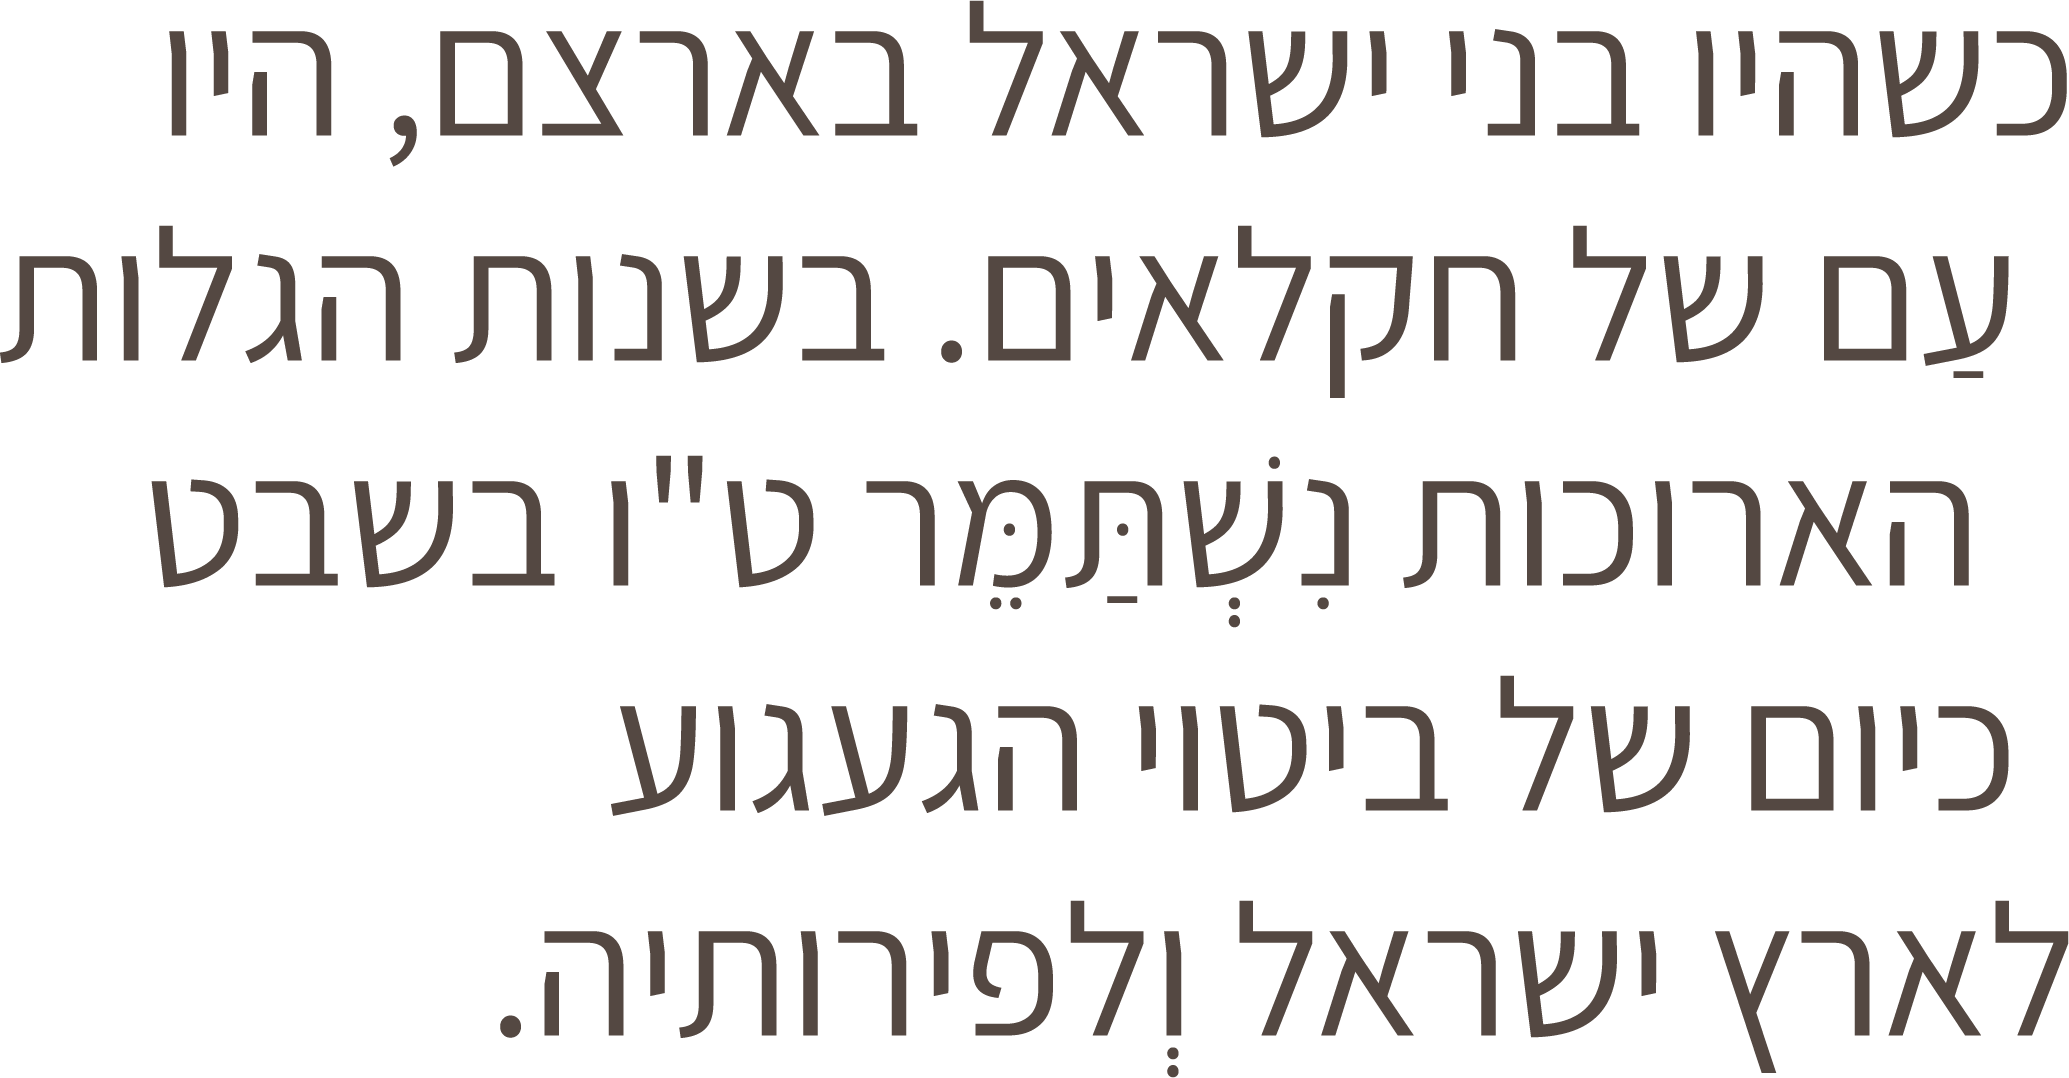 כשהיו בני ישראל בארצם, היו
עַם של חקלאים. בשנות הגלות
הארוכות נִשְׁתַּמֵּר ט"ו בשבט
כיום של ביטוי הגעגוע
לארץ ישראל וְלפירותיה.